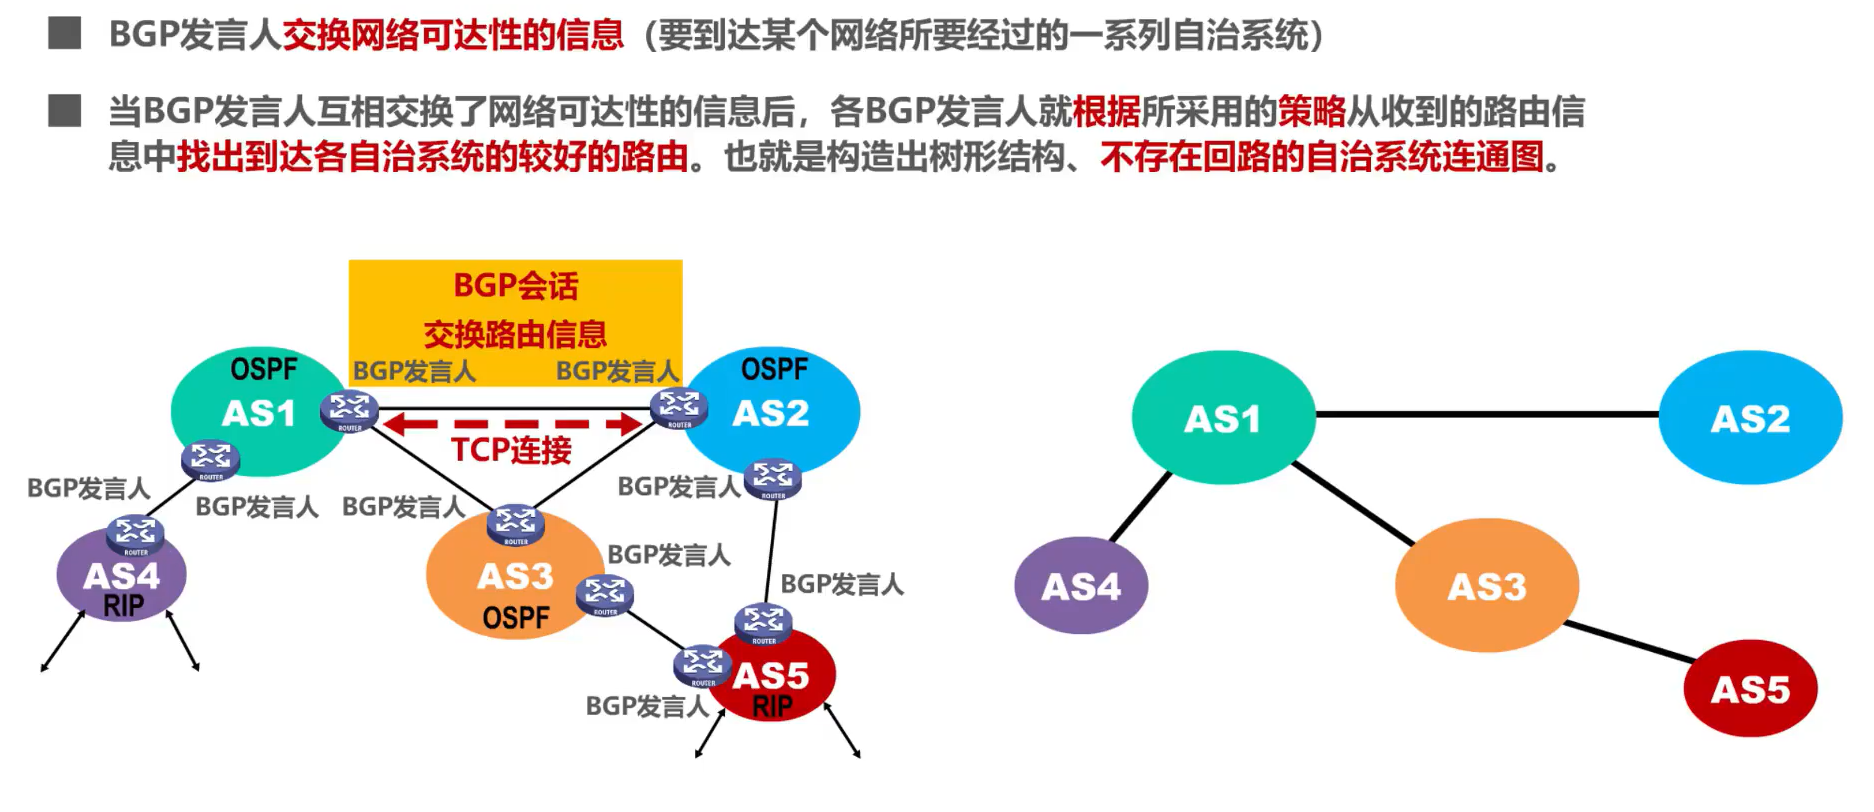 BGP发言人交换网络可达性的信息（要到达某个网络所要经过的一系列自治系统）
当BGP发言人互相交换了网络可达性的信息后，各BGP发言人就根据所采用的策略从收到的路由信
息中找出到达各自治系统的较好的路由。也就是构造出树形结构、不存在回路的自治系统连通图。
BGP会话
交换路由信息
BGP发言人
BGP发言人
OSPF
AS1
ROUTER
ROUTER
OSPF
AS2
ROUTER
TCP连接
BGP发言人
BGP发言人
BGP发言人
BGP发言人
ROUTER
ROUTER
AS4
RIP
ROUTER
AS3
OSPF
BGP发言人
ROUTER
BGP发言人
ROUTER
ROUTER
AS5
RIP
BGP发言人
AS1
AS2
AS4
AS3
AS5